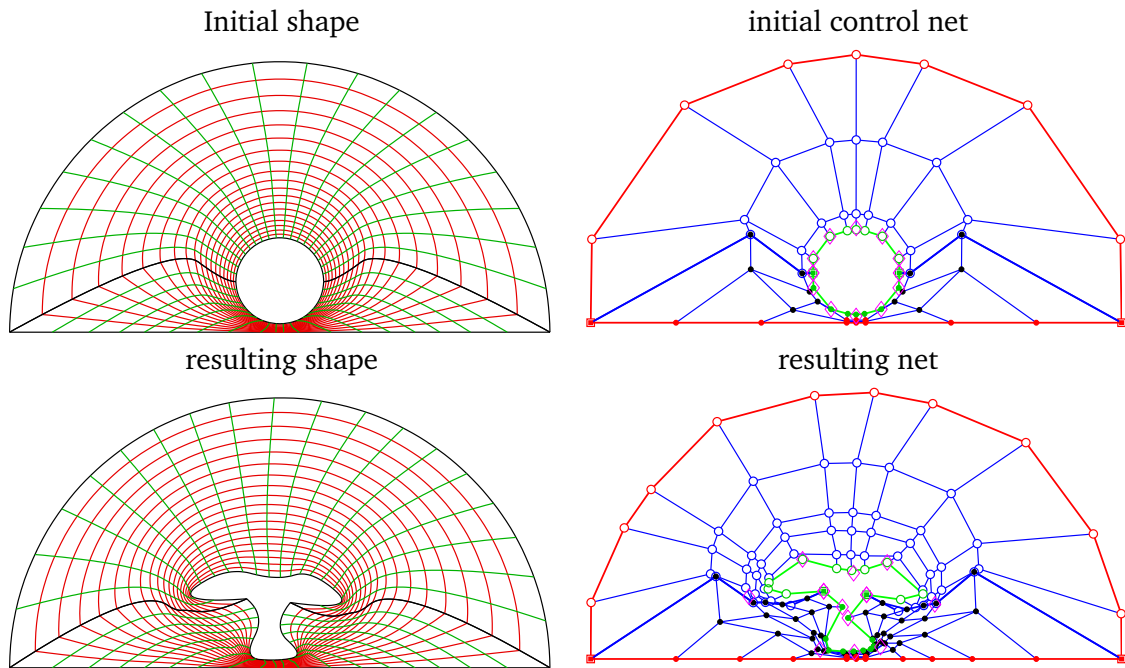 Initial shape
initial control net
resulting shape
resulting net